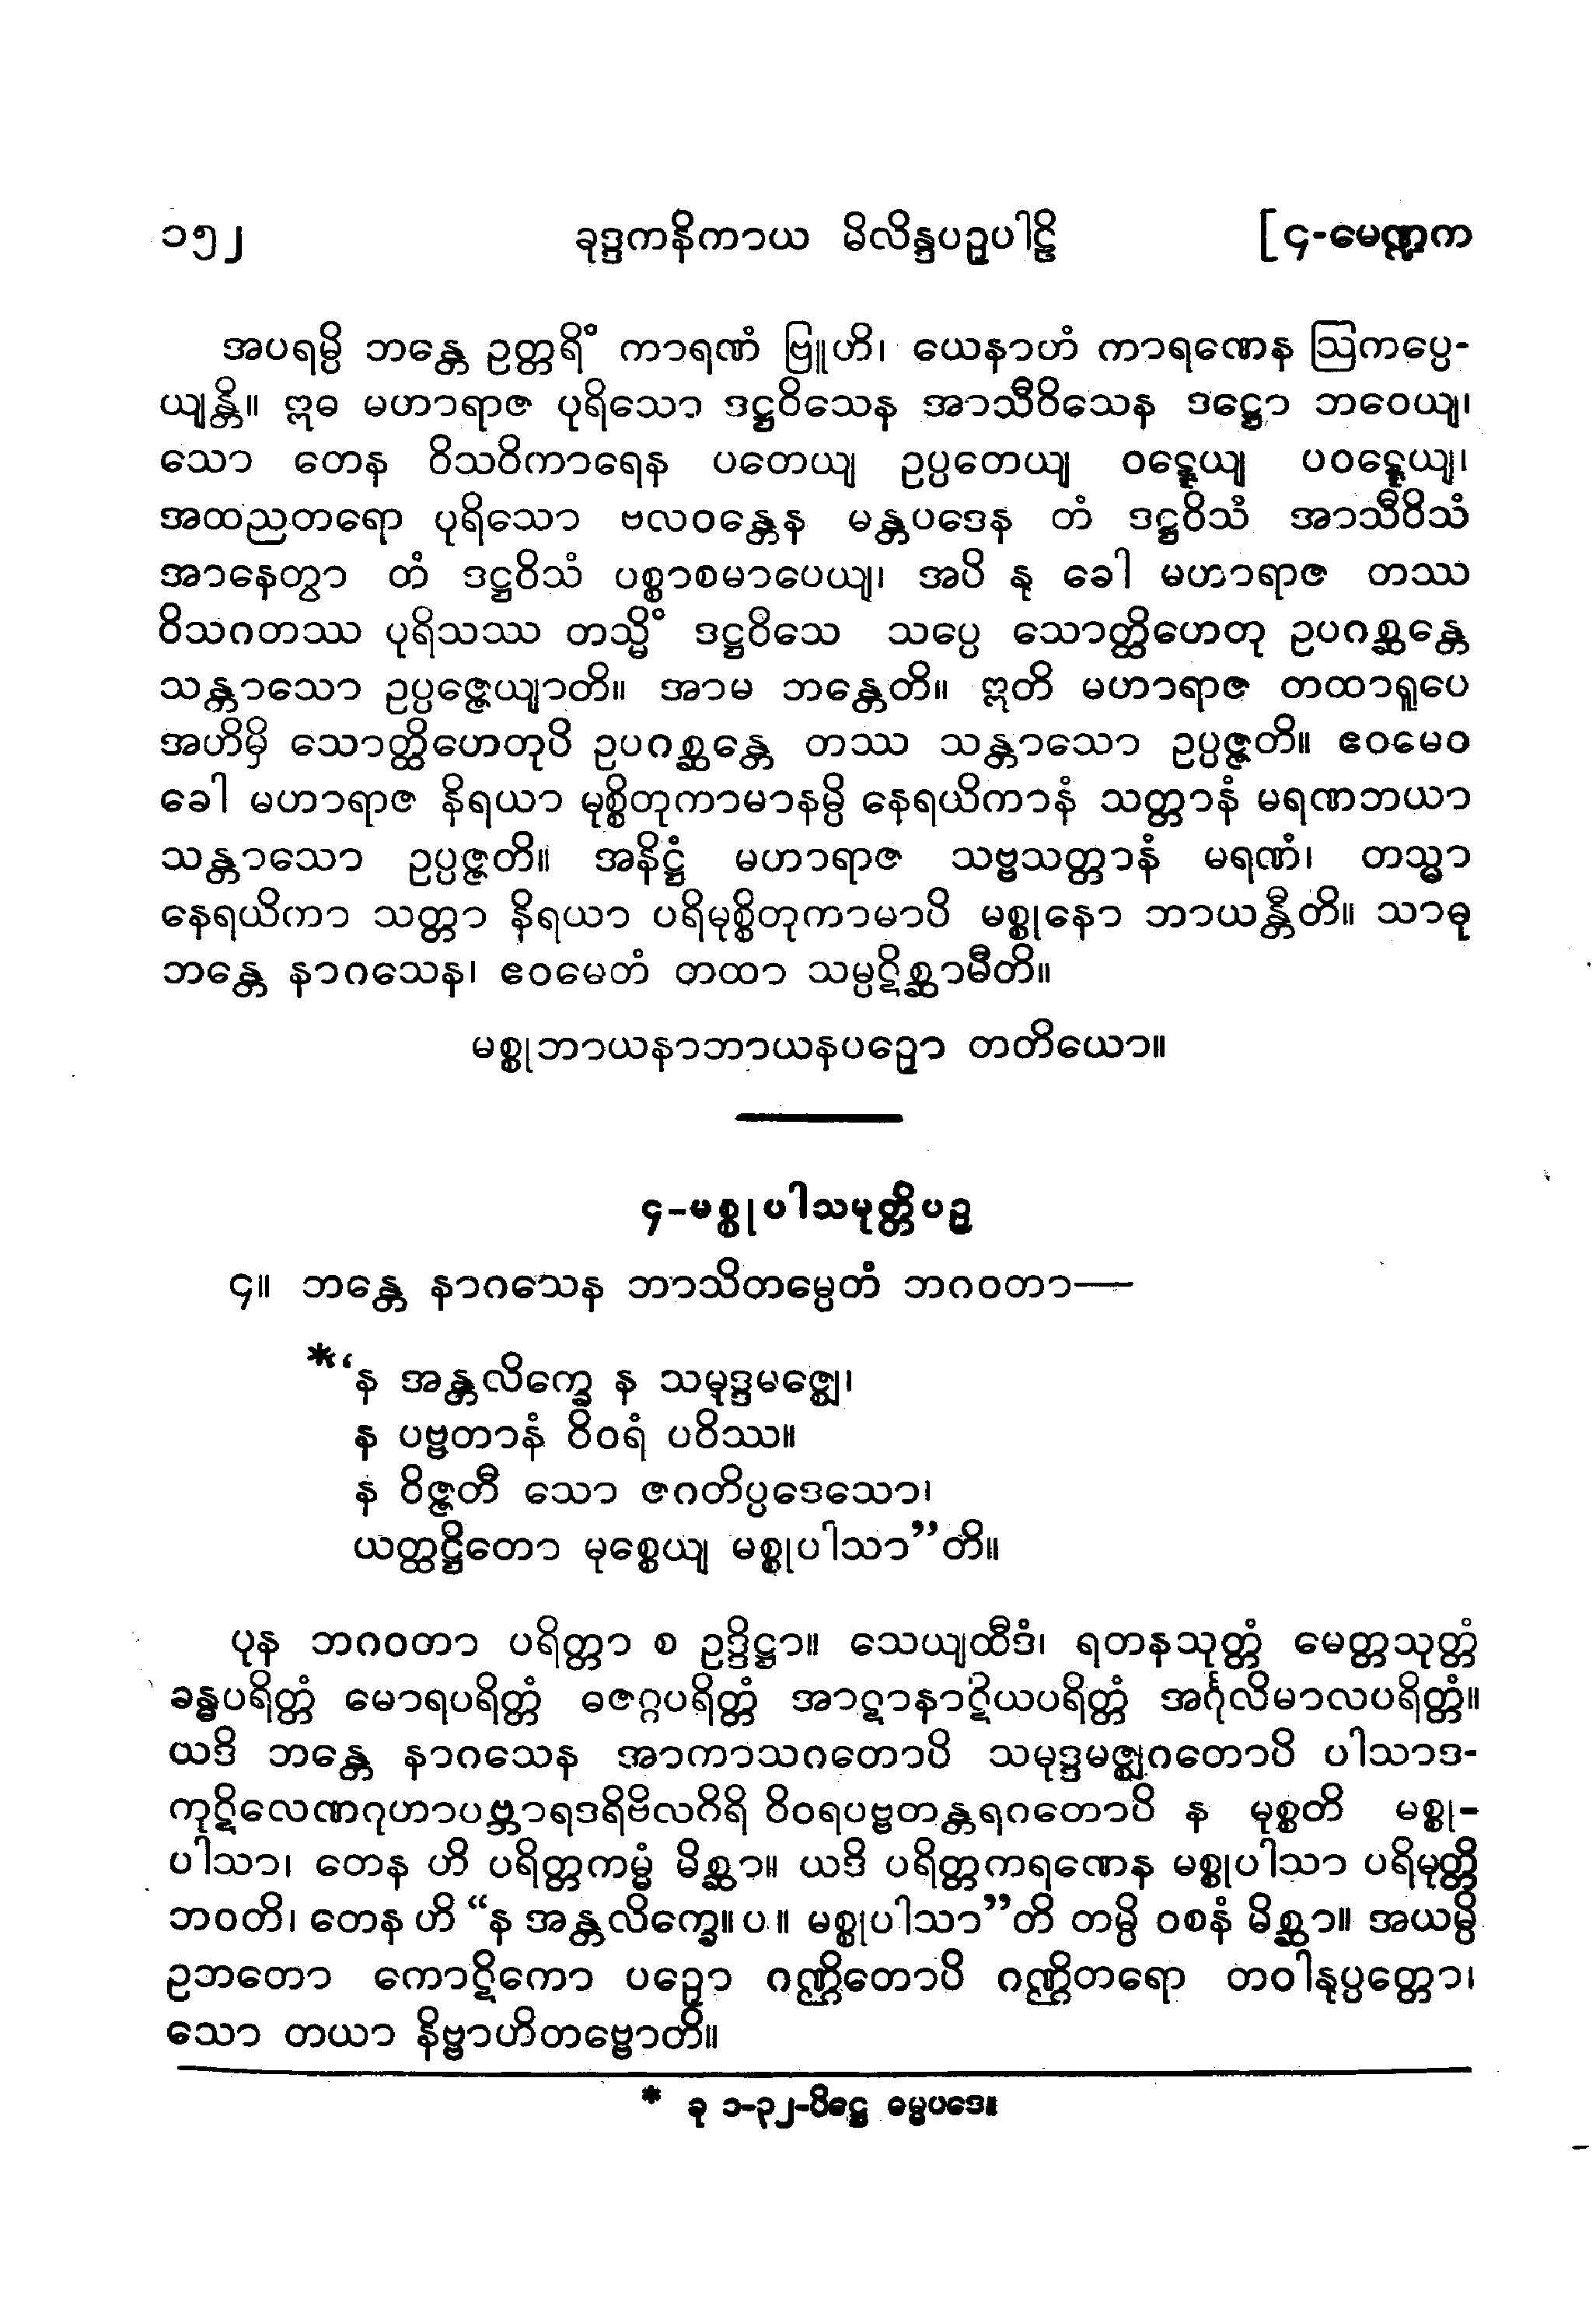 ၁၅၂ ခုဒ္ဒကနိကာယ မိလိန္ဒပဉှပါဠိ [၄-မေဏ္ဍက
အပရမ္ပိ ဘန္တေ ဥတ္တရိံ ကာရဏံ ဗြူဟိ၊ ယေနာဟံ ကာရဏေန ဩကပ္ပေ-
ယျန္တိ။ ဣဓ မဟာရာဇ ပုရိသော ဒဋ္ဌဝိသေန အာသီဝိသေန ဒဋ္ဌော ဘဝေယျ၊
သော တေန ဝိသဝိကာရေန ပတေယျ ဥပ္ပတေယျ ဝဋ္ဋေယျ ပဝဋ္ဋေယျ၊
အထညတရော ပုရိသော ဗလဝန္တေန မန္တပဒေန တံ ဒဋ္ဌဝိသံ အာသီဝိသံ
အာနေတွာ တံ ဒဋ္ဌဝိသံ ပစ္စာစမာပေယျ၊ အပိ နု ခေါ မဟာရာဇ တဿ
ဝိသဂတဿ ပုရိသဿ တသ္မိံ ဒဋ္ဌဝိသေ သပ္ပေ သောတ္ထိဟေတု ဥပဂစ္ဆန္တေ
သန္တာသော ဥပ္ပဇ္ဇေယျာတိ။ အာမ ဘန္တေတိ။ ဣတိ မဟာရာဇ တထာရူပေ
အဟိမှိ သောတ္ထိဟေတုပိ ဥပဂစ္ဆန္တေ တဿ သန္တာသော ဥပ္ပဇ္ဇတိ။ ဧဝမေဝ
ခေါ မဟာရာဇ နိရယာ မုစ္စိတုကာမာနမ္ပိ နေရယိကာနံ သတ္တာနံ မရဏဘယာ
သန္တာသော ဥပ္ပဇ္ဇတိ။ အနိဋ္ဌံ မဟာရာဇ သဗ္ဗသတ္တာနံ မရဏံ၊ တသ္မာ
နေရယိကာ သတ္တာ နိရယာ ပရိမုစ္စိတုကာမာပိ မစ္စုနော ဘာယန္တီတိ။ သာဓု
ဘန္တေ နာဂသေန၊ ဧဝမေတံ တထာ သမ္ပဋိစ္ဆာမီတိ။
မစ္စုဘာယနာဘာယနပဉှော တတိယော။
၄-မစ္စုပါသမုတ္တိပဉှ
၄။ ဘန္တေ နာဂသေန ဘာသိတမ္ပေတံ ဘဂဝတာ—
*‘န အန္တလိက္ခေ န သမုဒ္ဒမဇ္ဈေ၊
န ပဗ္ဗတာနံ ဝိဝရံ ပဝိဿ။
န ဝိဇ္ဇတီ သော ဇဂတိပ္ပဒေသော၊
ယတ္ထဋ္ဌိတော မုစ္စေယျ မစ္စုပါသာ”တိ။
ပုန ဘဂဝတာ ပရိတ္တာ စ ဥဒ္ဒိဋ္ဌာ။ သေယျထီဒံ၊ ရတနသုတ္တံ မေတ္တသုတ္တံ
ခန္ဓပရိတ္တံ မောရပရိတ္တံ ဓဇဂ္ဂပရိတ္တံ အာဋာနာဋိယပရိတ္တံ အင်္ဂုလိမာလပရိတ္တံ။
ယဒိ ဘန္တေ နာဂသေန အာကာသဂတောပိ သမုဒ္ဒမဇ္ဈဂတောပိ ပါသာဒ-
ကုဋိလေဏဂုဟာပဗ္ဘာရဒရိဗိလဂိရိ ဝိဝရပဗ္ဗတန္တရဂတောပိ န မုစ္စတိ မစ္စု-
ပါသာ၊ တေန ဟိ ပရိတ္တကမ္မံ မိစ္ဆာ။ ယဒိ ပရိတ္တကရဏေန မစ္စုပါသာ ပရိမုတ္တိ
ဘဝတိ၊ တေန ဟိ “န အန္တလိက္ခေ။ပ။ မစ္စုပါသာ”တိ တမ္ပိ ဝစနံ မိစ္ဆာ။ အယမ္ပိ
ဥဘတော ကောဋိကော ပဉှော ဂဏ္ဌိတောပိ ဂဏ္ဌိတရော တဝါနုပ္ပတ္တော၊
သော တယာ နိဗ္ဗာဟိတဗ္ဗောတိ။
* ခု ၁-၃၂-ပိဋ္ဌေ ဓမ္မပဒေ။